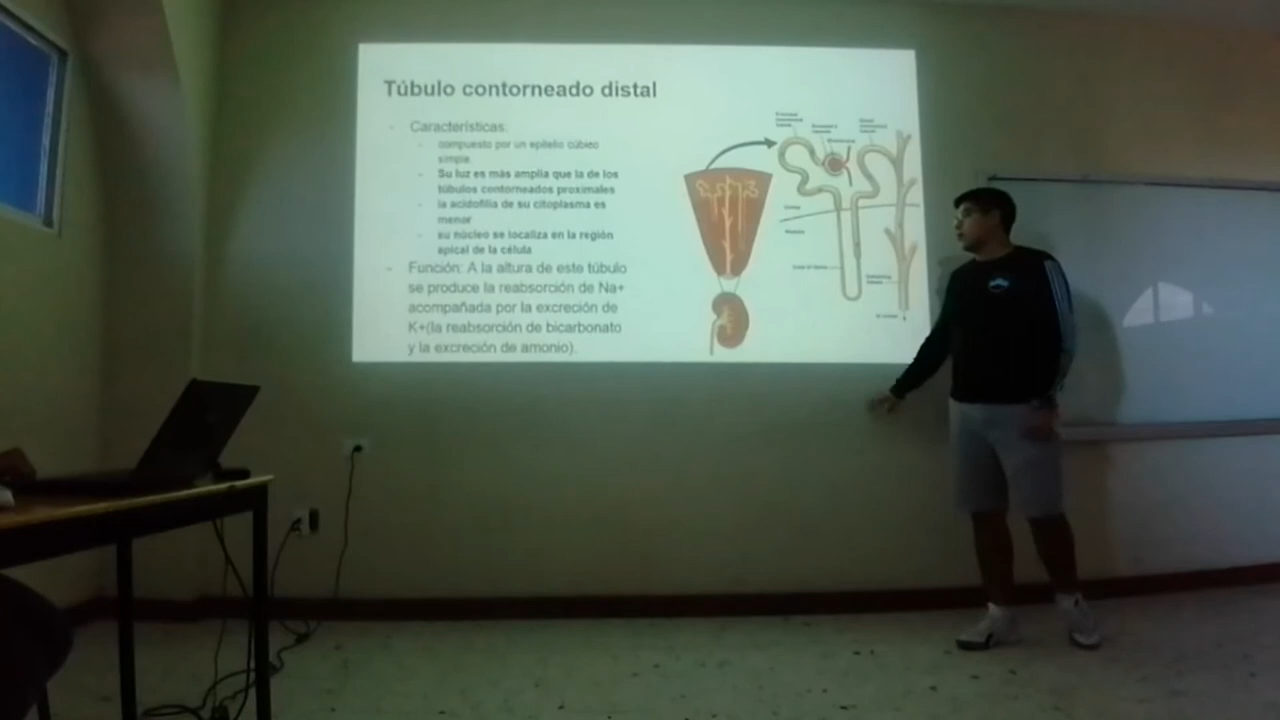 Túbulo contorneado distal
- Características:
- compuesto por un epitelio cúbico
simple.
- Su luz es más amplia que la de los
túbulos contorneados proximales
- la acidofilia de su citoplasma es
menor
- su núcleo se localiza en la región
apical de la célula
- Función: A la altura de este túbulo
se produce la reabsorción de Na+
acompañada por la excreción de
K+(la reabsorción de bicarbonato
y la excreción de amonio).